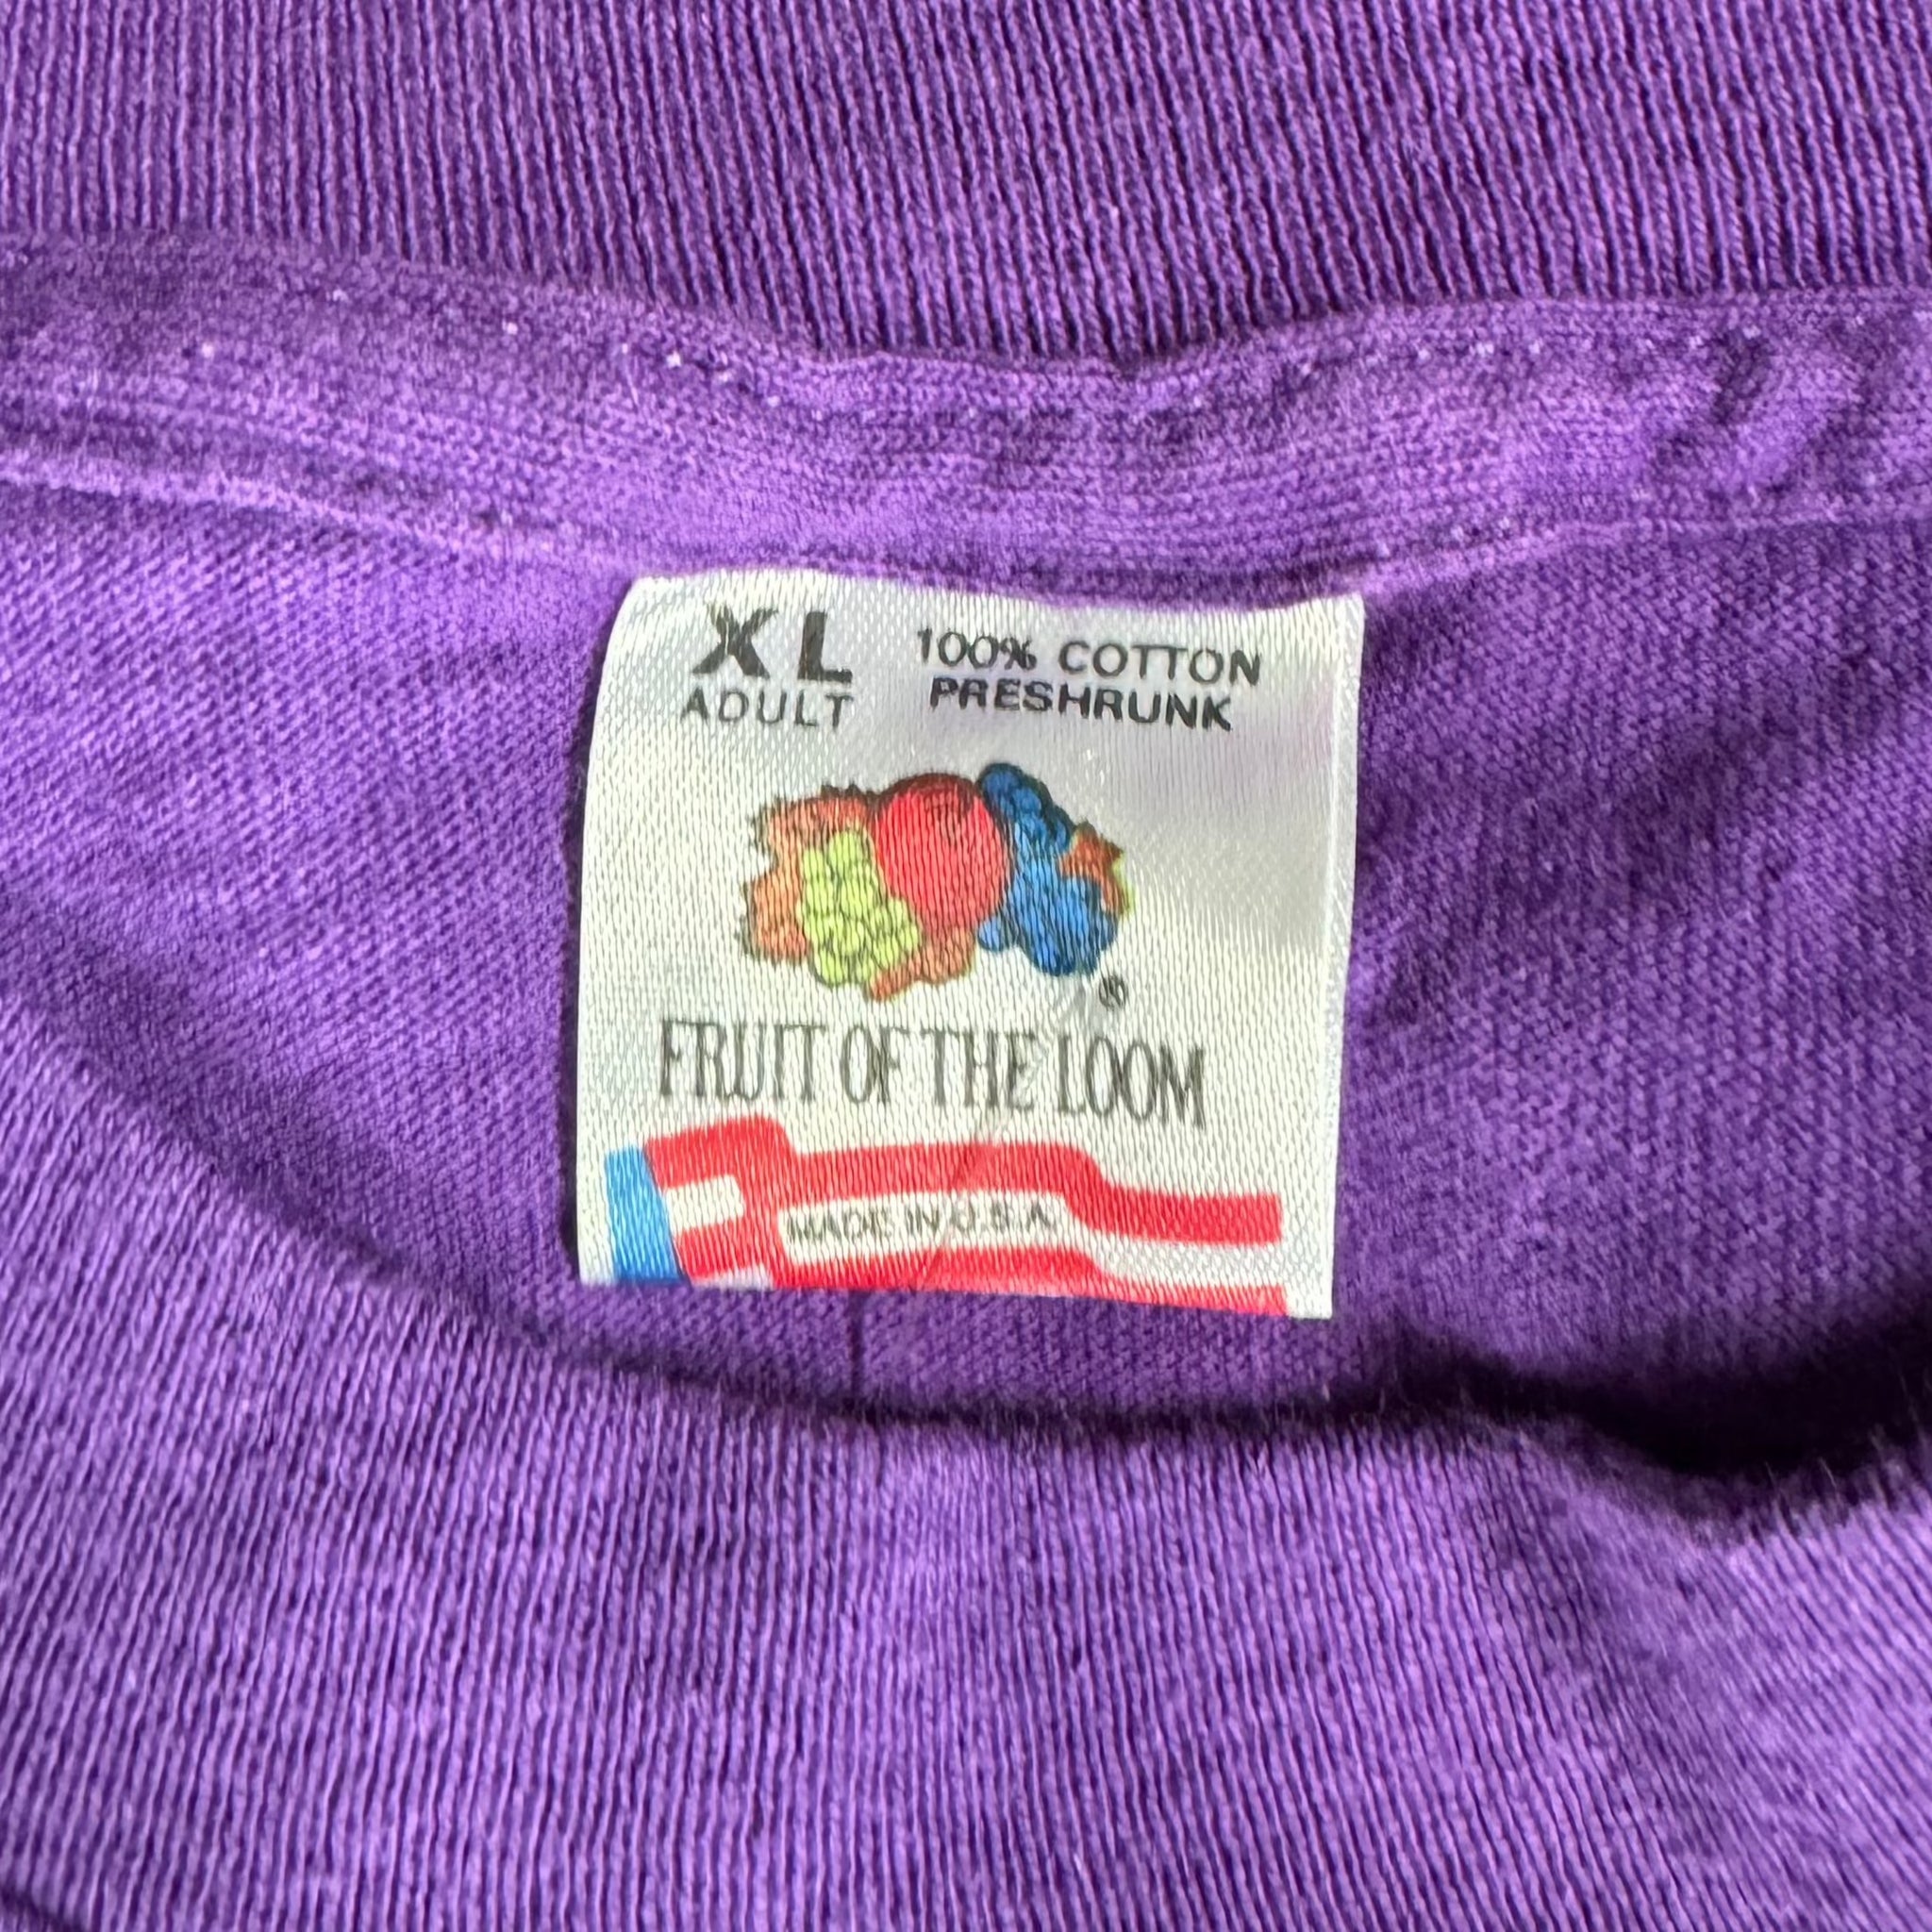 XL 100% COTTON
ADULT PRESHRUNK
®
FRUIT OF THE LOOM
MADE IN U.S.A.